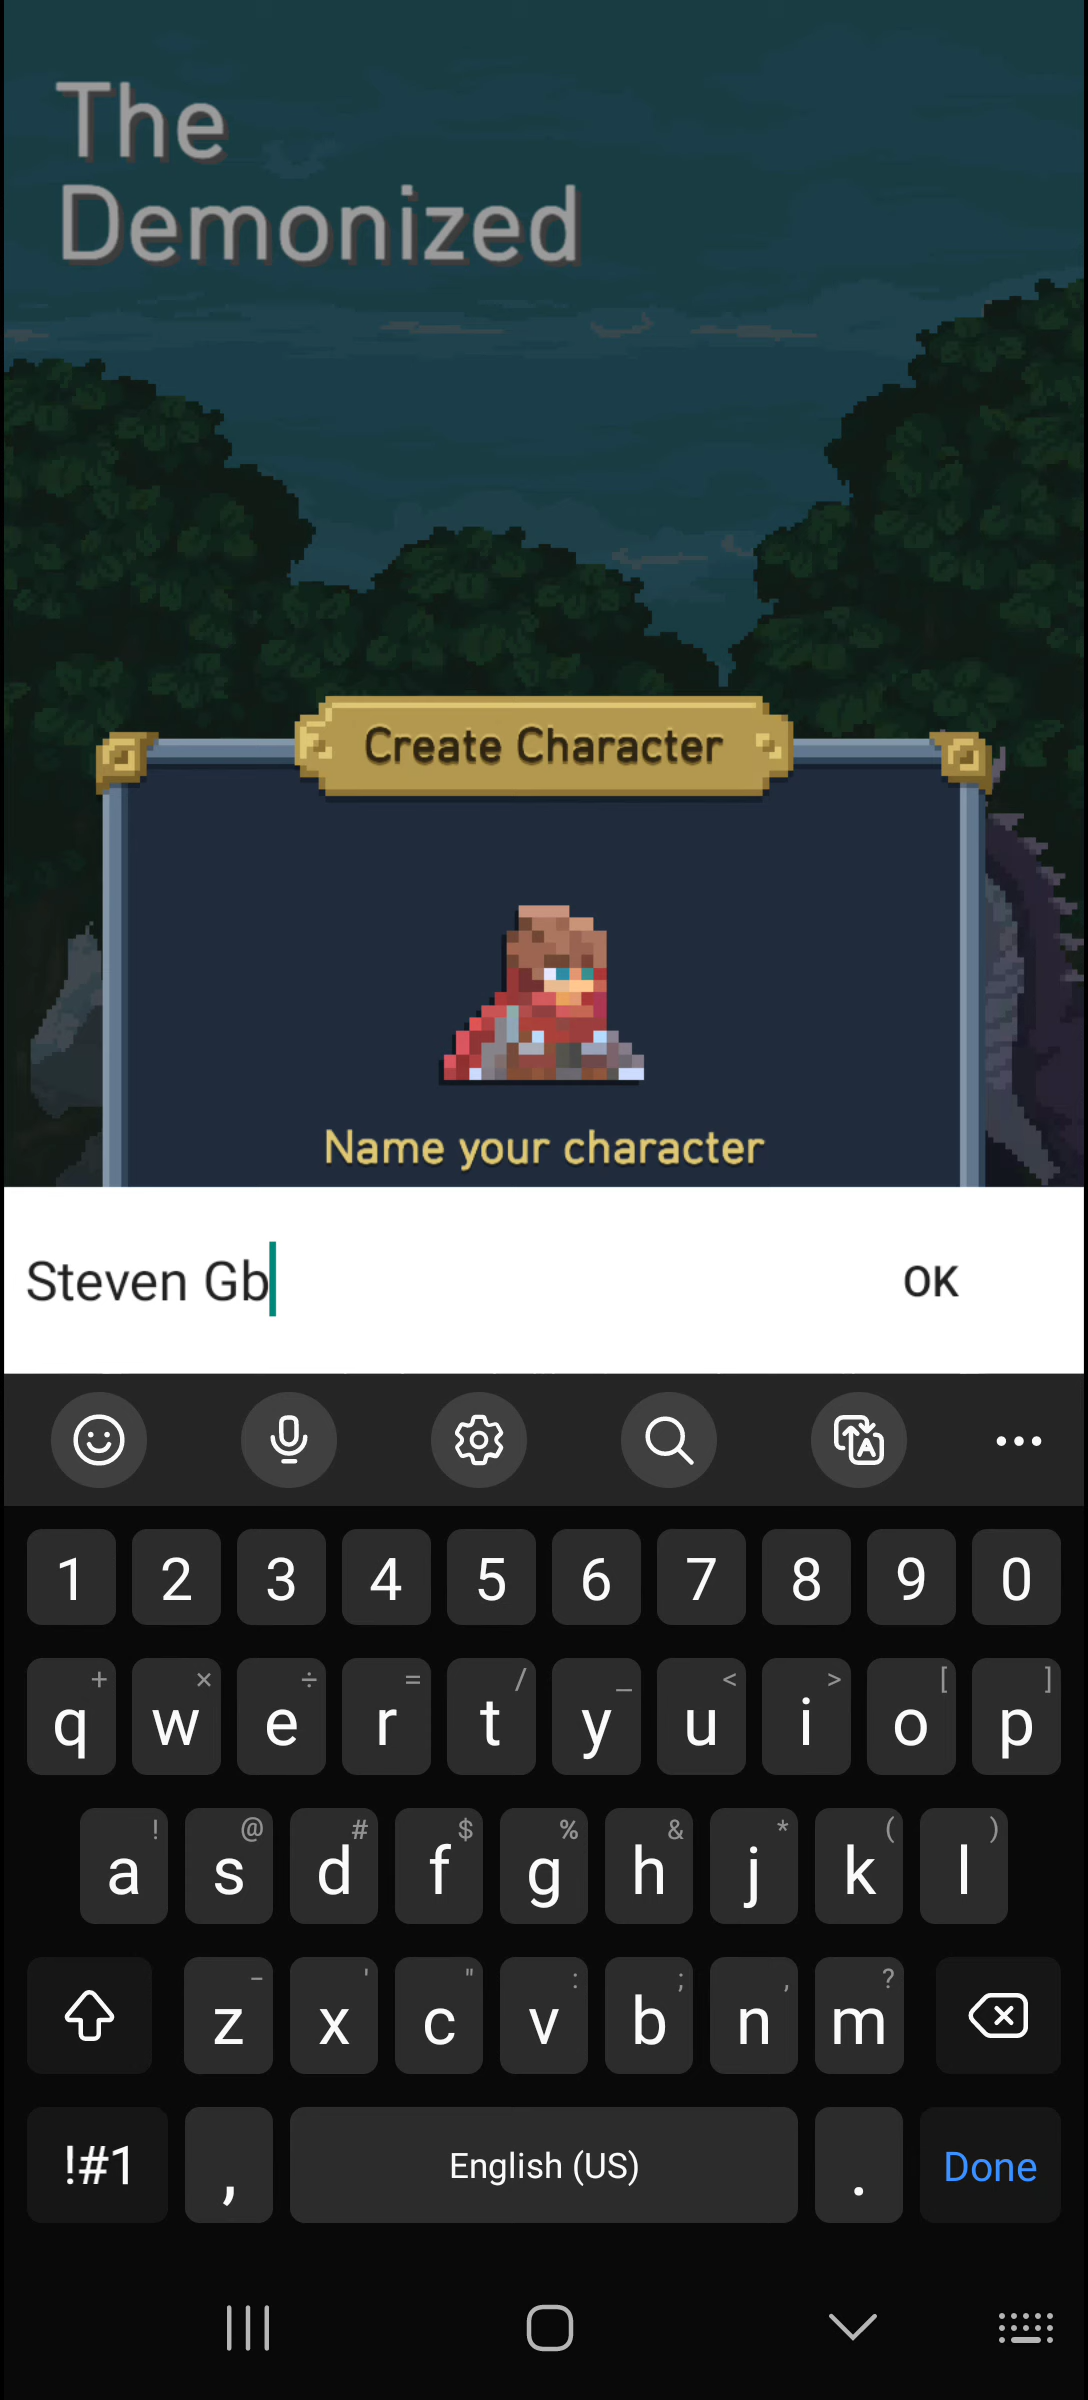 The
Demonized
Create Character
Name your character
Steven Gb
OK
1 2 3 4 5 6 7 8 9 0
+ × ÷ = / _ < > [ ]
q w e r t y u i o p
! @ # $ % & * ( )
a s d f g h j k l
- ' " : ; , ?
z x c v b n m
!#1 , English (US) . Done